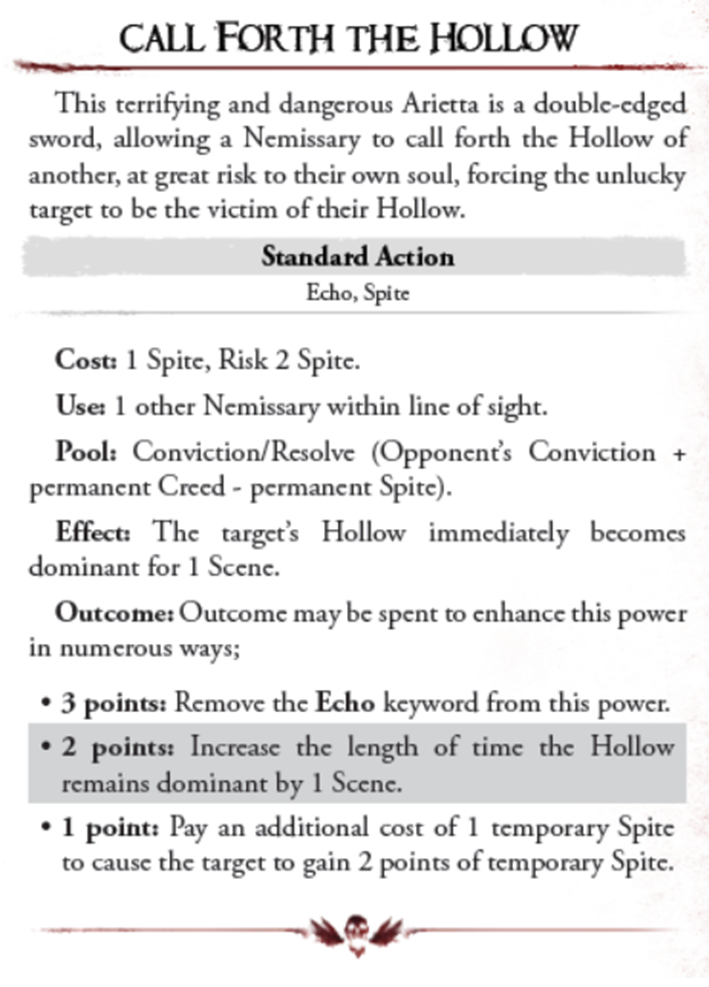 CALL FORTH THE HOLLOW
This terrifying and dangerous Arietta is a double-edged
sword, allowing a Nemissary to call forth the Hollow of
another, at great risk to their own soul, forcing the unlucky
target to be the victim of their Hollow.
Standard Action
Echo, Spite
Cost: 1 Spite, Risk 2 Spite.
Use: 1 other Nemissary within line of sight.
Pool: Conviction/Resolve (Opponent's Conviction +
permanent Creed - permanent Spite).
Effect: The target's Hollow immediately becomes
dominant for 1 Scene.
Outcome: Outcome may be spent to enhance this power
in numerous ways;
• 3 points: Remove the Echo keyword from this power.
• 2 points: Increase the length of time the Hollow
remains dominant by 1 Scene.
• 1 point: Pay an additional cost of 1 temporary Spite
to cause the target to gain 2 points of temporary Spite.